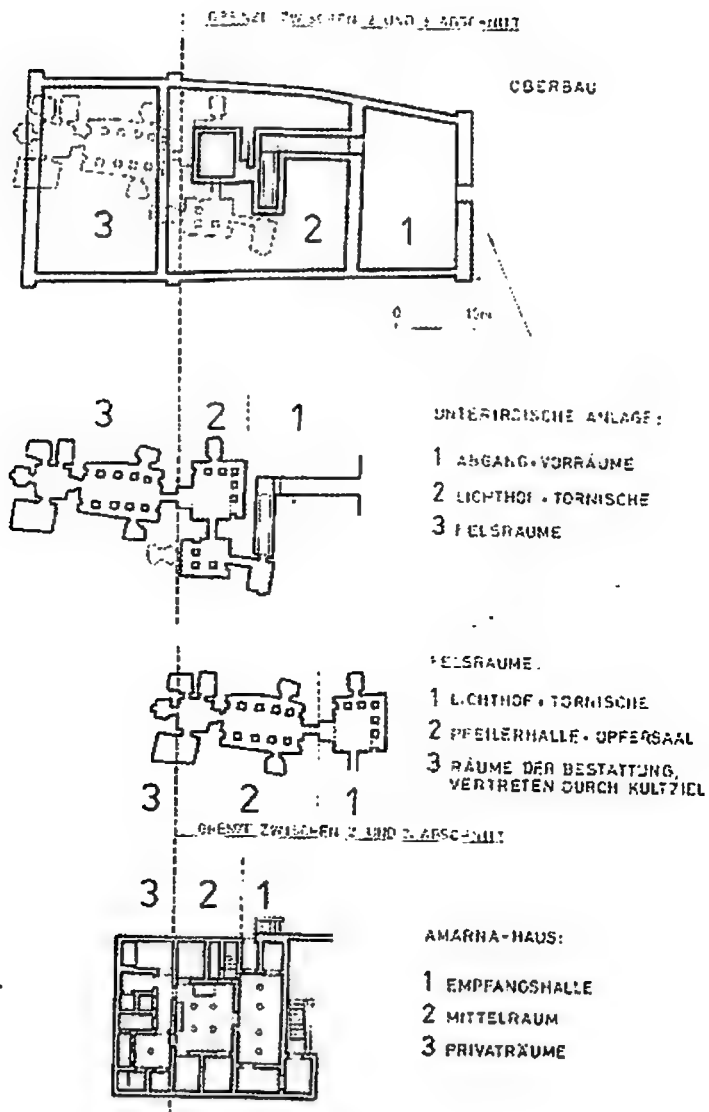 GRENZE ZWISCHEN 2 UND 3 ABSCHNITT
OBERBAU
3
2
1
0 10m
3 2 1
UNTERIRDISCHE ANLAGE:
1 ABGANG+VORRÄUME
2 LICHTHOF + TORNISCHE
3 FELSRÄUME
FELSRÄUME:
1 LICHTHOF + TORNISCHE
2 PFEILERHALLE + OPFERSAAL
3 RÄUME DER BESTATTUNG,
VERTRETEN DURCH KULTZIEL
3 2 1
GRENZE ZWISCHEN 2 UND 3 ABSCHNITT
3 2 1
AMARNA-HAUS:
1 EMPFANGSHALLE
2 MITTELRAUM
3 PRIVATRÄUME